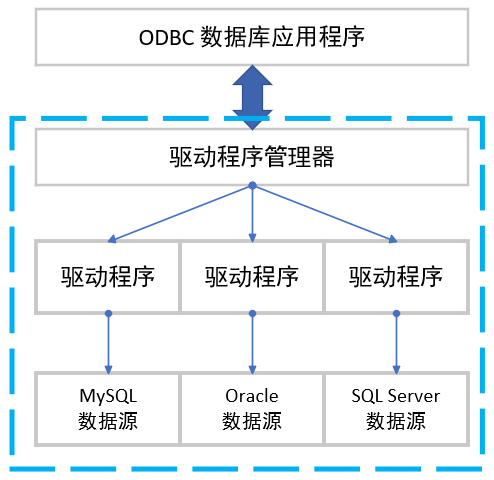 ODBC 数据库应用程序
驱动程序管理器
驱动程序
驱动程序
驱动程序
MySQL
数据源
Oracle
数据源
SQL Server
数据源